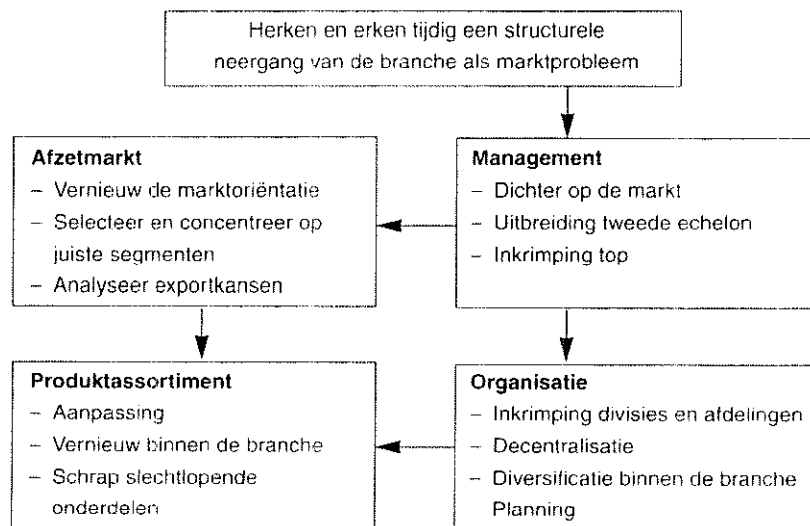 Herken en erken tijdig een structurele
neergang van de branche als marktprobleem
Afzetmarkt
– Vernieuw de marktoriëntatie
– Selecteer en concentreer op
juiste segmenten
– Analyseer exportkansen
Management
– Dichter op de markt
– Uitbreiding tweede echelon
– Inkrimping top
Produktassortiment
– Aanpassing
– Vernieuw binnen de branche
– Schrap slechtlopende
onderdelen
Organisatie
– Inkrimping divisies en afdelingen
– Decentralisatie
– Diversificatie binnen de branche
Planning